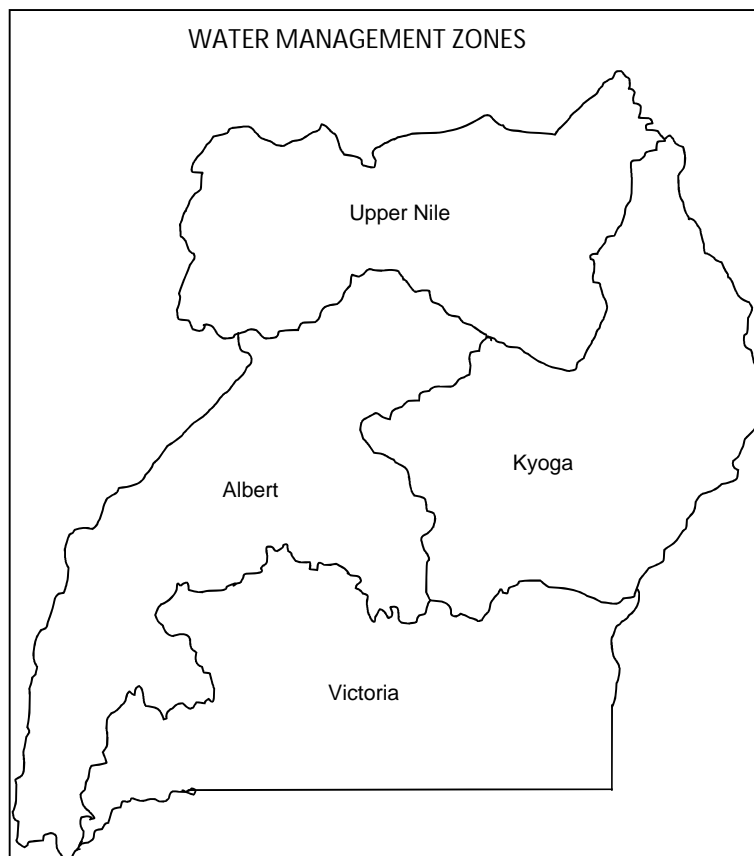 WATER MANAGEMENT ZONES
Upper Nile
Kyoga
Albert
Victoria